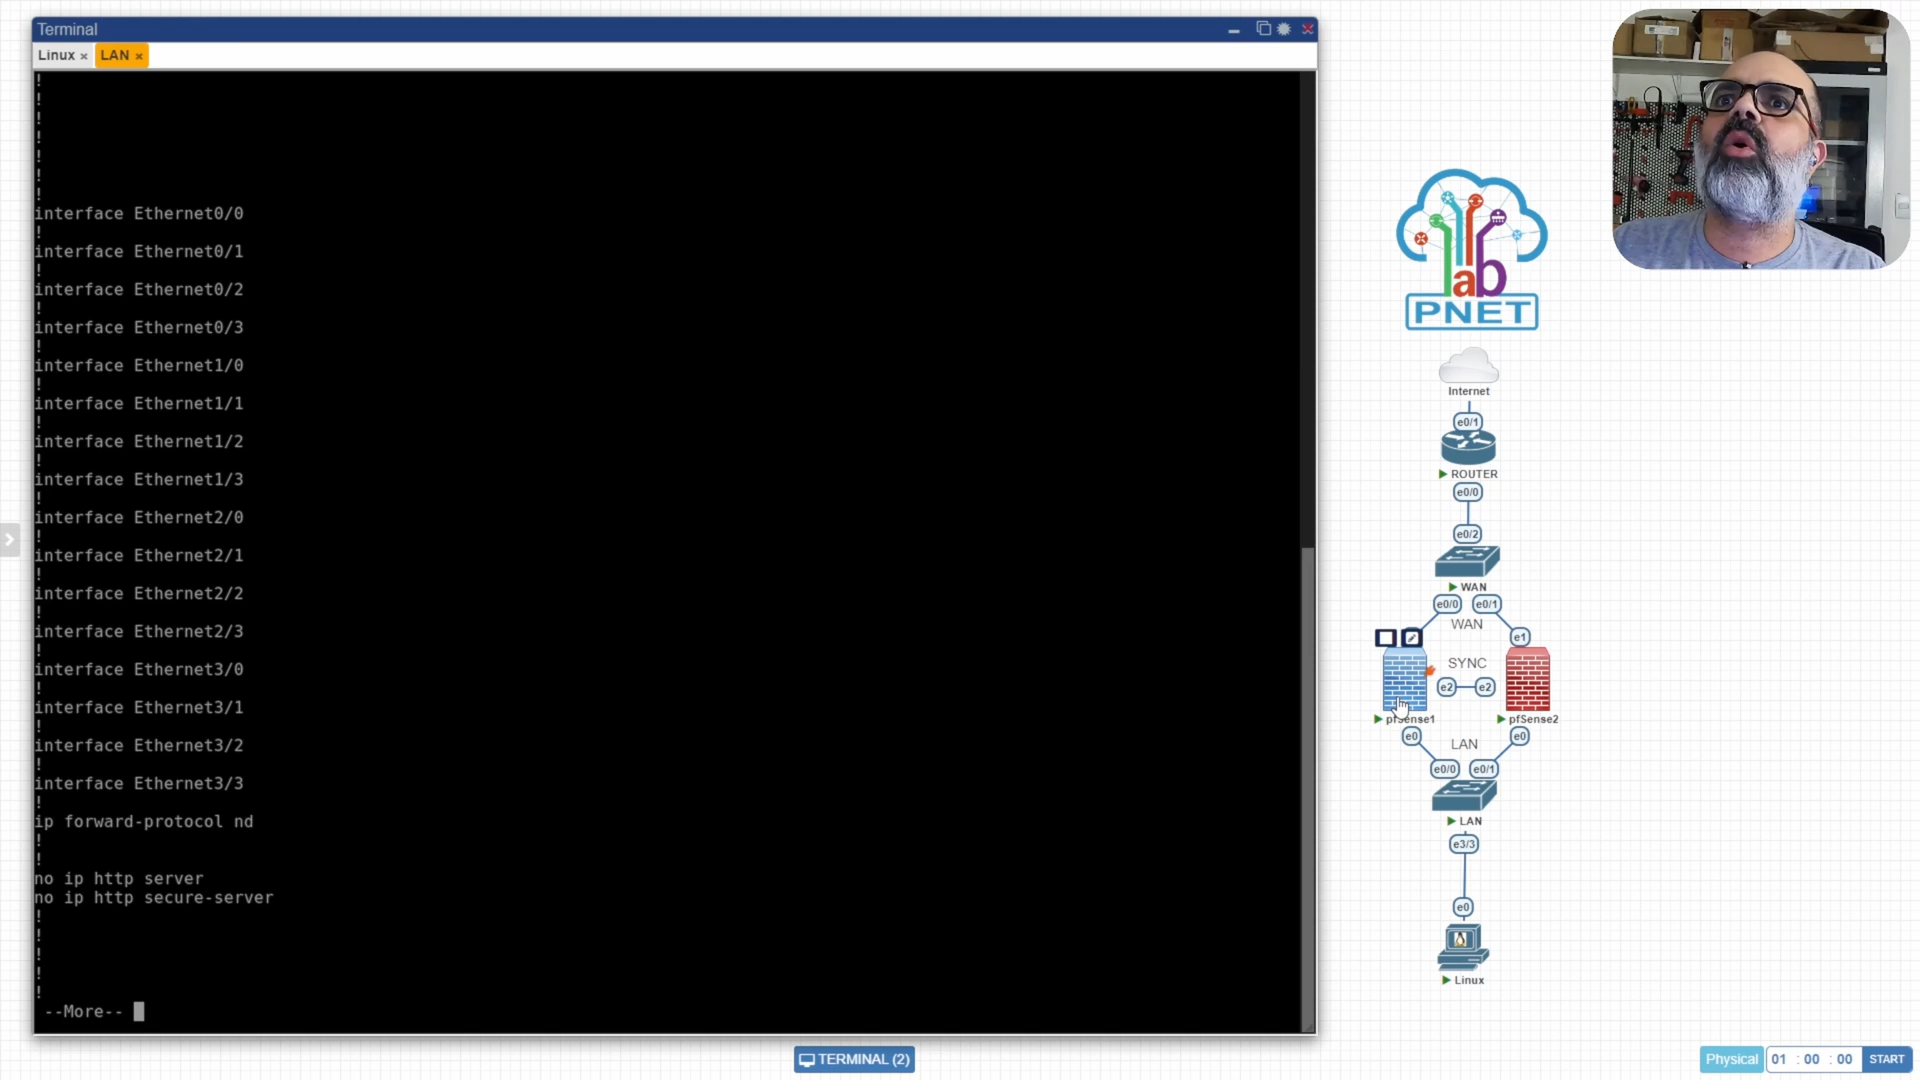 Terminal
Linux ×
LAN ×
!
!
!
!
!
!
!
interface Ethernet0/0
!
interface Ethernet0/1
!
interface Ethernet0/2
!
interface Ethernet0/3
!
interface Ethernet1/0
!
interface Ethernet1/1
!
interface Ethernet1/2
!
interface Ethernet1/3
!
interface Ethernet2/0
!
interface Ethernet2/1
!
interface Ethernet2/2
!
interface Ethernet2/3
!
interface Ethernet3/0
!
interface Ethernet3/1
!
interface Ethernet3/2
!
interface Ethernet3/3
!
ip forward-protocol nd
!
!
no ip http server
no ip http secure-server
!
!
!
!
!
--More--
lab
PNET
Internet
e0/1
ROUTER
e0/0
e0/2
WAN
e0/0 e0/1
WAN
e1
SYNC
e2 e2
pfSense1 pfSense2
e0 LAN e0
e0/0 e0/1
LAN
e3/3
e0
Linux
TERMINAL (2)
Physical 01 : 00 : 00 START